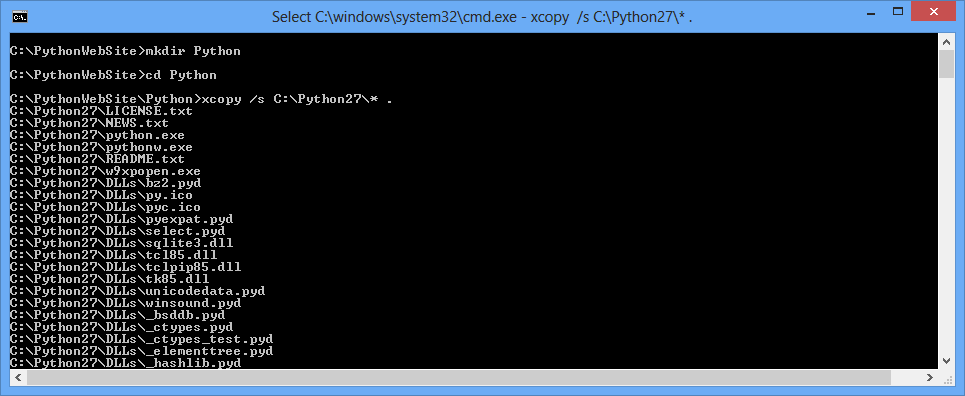 Select C:\windows\system32\cmd.exe - xcopy  /s C:\Python27\* .
C:\PythonWebSite>mkdir Python
C:\PythonWebSite>cd Python
C:\PythonWebSite\Python>xcopy /s C:\Python27\* .
C:\Python27\LICENSE.txt
C:\Python27\NEWS.txt
C:\Python27\python.exe
C:\Python27\pythonw.exe
C:\Python27\README.txt
C:\Python27\w9xpopen.exe
C:\Python27\DLLs\bz2.pyd
C:\Python27\DLLs\py.ico
C:\Python27\DLLs\pyc.ico
C:\Python27\DLLs\pyexpat.pyd
C:\Python27\DLLs\select.pyd
C:\Python27\DLLs\sqlite3.dll
C:\Python27\DLLs\tcl85.dll
C:\Python27\DLLs\tclpip85.dll
C:\Python27\DLLs\tk85.dll
C:\Python27\DLLs\unicodedata.pyd
C:\Python27\DLLs\winsound.pyd
C:\Python27\DLLs\_bsddb.pyd
C:\Python27\DLLs\_ctypes.pyd
C:\Python27\DLLs\_ctypes_test.pyd
C:\Python27\DLLs\_elementtree.pyd
C:\Python27\DLLs\_hashlib.pyd